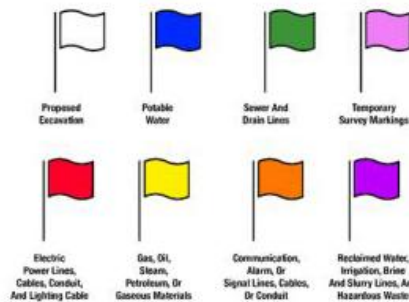 Proposed
Excavation
Potable
Water
Sewer And
Drain Lines
Temporary
Survey Markings
Electric
Power Lines,
Cables, Conduit,
And Lighting Cable
Gas, Oil,
Steam,
Petroleum, Or
Gaseous Materials
Communication,
Alarm, Or
Signal Lines, Cables,
Or Conduit
Reclaimed Water,
Irrigation, Brine
And Slurry Lines,
Hazardous Waste